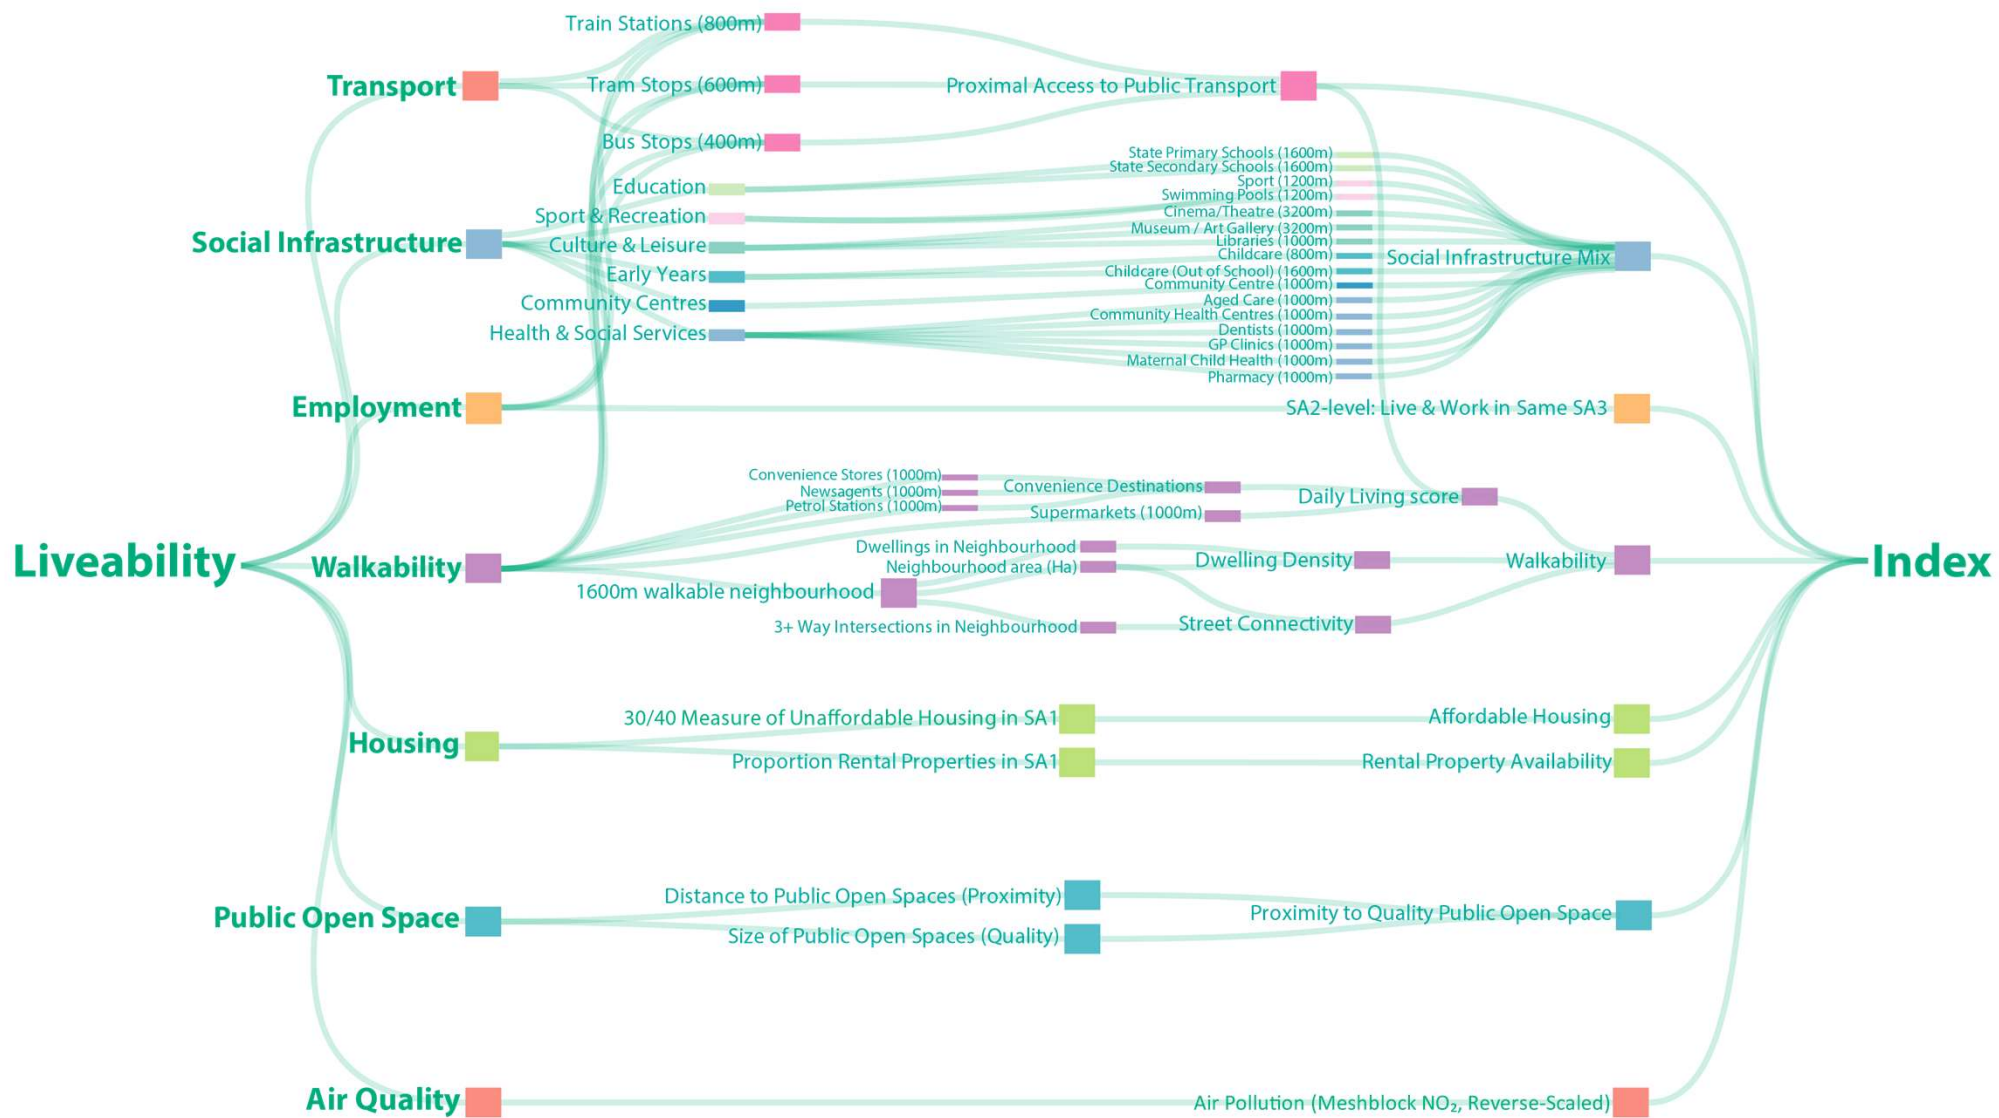 Liveability
Transport
Social Infrastructure
Employment
Walkability
Housing
Public Open Space
Air Quality
Train Stations (800m)
Tram Stops (600m)
Bus Stops (400m)
Education
Sport & Recreation
Culture & Leisure
Early Years
Community Centres
Health & Social Services
Proximal Access to Public Transport
State Primary Schools (1600m)
State Secondary Schools (1600m)
Sport (1200m)
Swimming Pools (1200m)
Cinema/Theatre (3200m)
Museum / Art Gallery (3200m)
Libraries (1000m)
Childcare (800m)
Childcare (Out of School) (1600m)
Community Centre (1000m)
Aged Care (1000m)
Community Health Centres (1000m)
Dentists (1000m)
GP Clinics (1000m)
Maternal Child Health (1000m)
Pharmacy (1000m)
Social Infrastructure Mix
SA2-level: Live & Work in Same SA3
Convenience Stores (1000m)
Newsagents (1000m)
Petrol Stations (1000m)
Convenience Destinations
Supermarkets (1000m)
Daily Living score
Dwellings in Neighbourhood
Neighbourhood area (Ha)
1600m walkable neighbourhood
3+ Way Intersections in Neighbourhood
Dwelling Density
Street Connectivity
Walkability
30/40 Measure of Unaffordable Housing in SA1
Proportion Rental Properties in SA1
Affordable Housing
Rental Property Availability
Distance to Public Open Spaces (Proximity)
Size of Public Open Spaces (Quality)
Proximity to Quality Public Open Space
Air Pollution (Meshblock NO₂, Reverse-Scaled)
Index